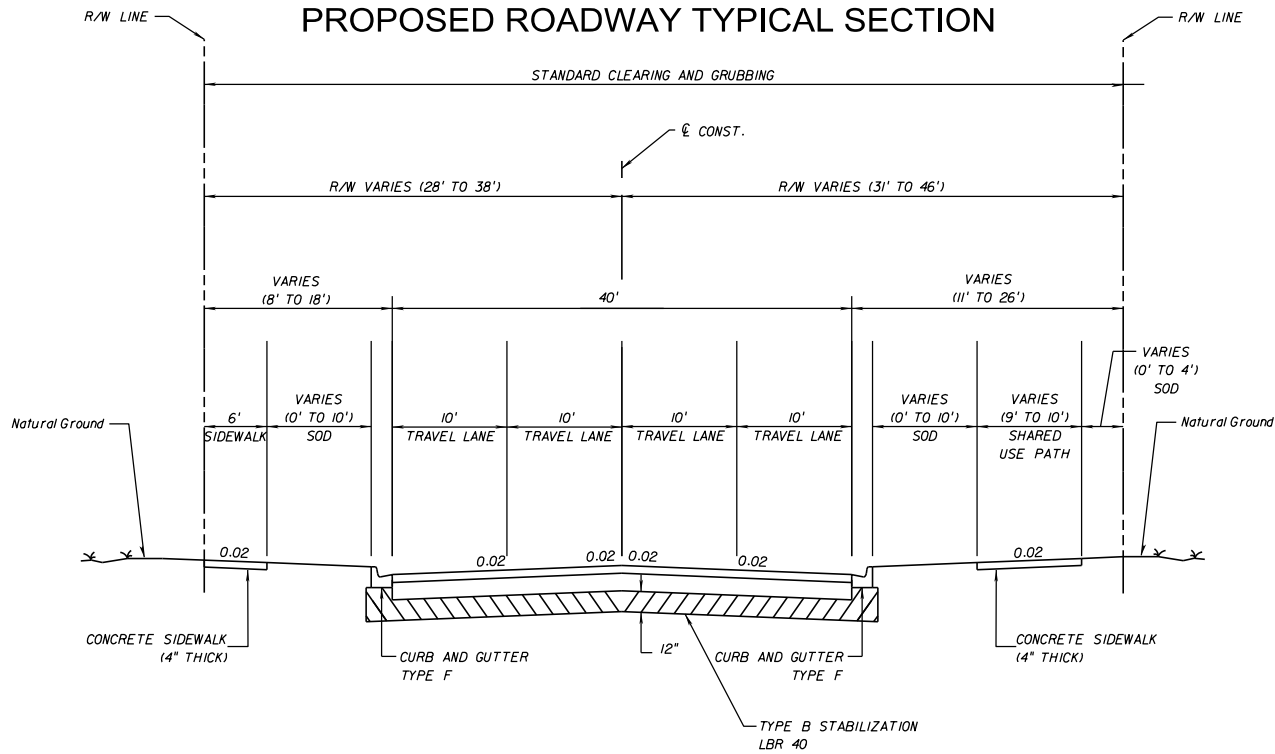 PROPOSED ROADWAY TYPICAL SECTION
R/W LINE
R/W LINE
STANDARD CLEARING AND GRUBBING
℄ CONST.
R/W VARIES (28' TO 38')
R/W VARIES (31' TO 46')
VARIES
(8' TO 18')
40'
VARIES
(11' TO 26')
VARIES
(0' TO 4')
SOD
Natural Ground
6'
SIDEWALK
VARIES
(0' TO 10')
SOD
10'
TRAVEL LANE
10'
TRAVEL LANE
10'
TRAVEL LANE
10'
TRAVEL LANE
VARIES
(0' TO 10')
SOD
VARIES
(9' TO 10')
SHARED
USE PATH
Natural Ground
0.02
0.02
0.02
0.02
0.02
0.02
CONCRETE SIDEWALK
(4" THICK)
CURB AND GUTTER
TYPE F
12"
CURB AND GUTTER
TYPE F
CONCRETE SIDEWALK
(4" THICK)
TYPE B STABILIZATION
LBR 40